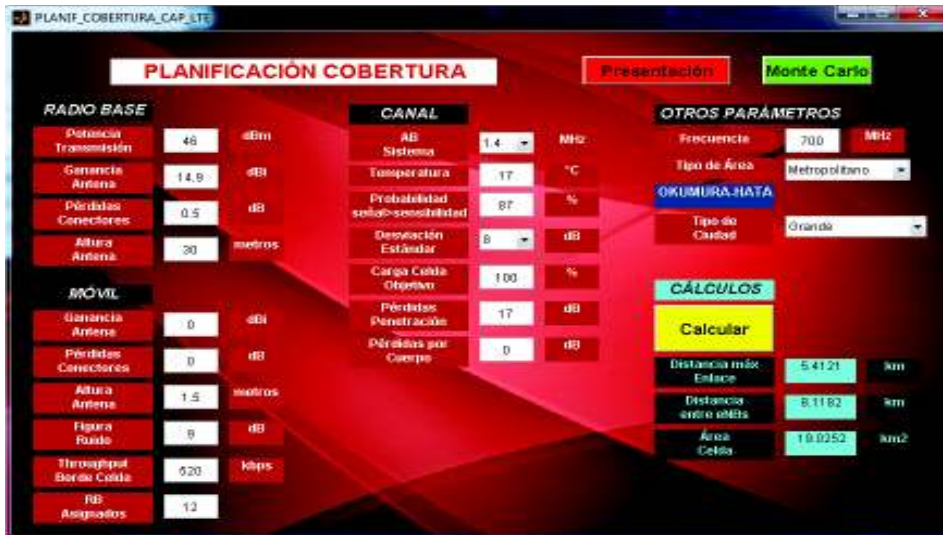 PLANIF_COBERTURA_CAP_LTE
PLANIFICACIÓN COBERTURA
Presentación
Monte Carlo
RADIO BASE
Potencia Transmisión 46 dBm
Ganancia Antena 14.9 dBi
Pérdidas Conectores 0.5 dB
Altura Antena 30 metros
MÓVIL
Ganancia Antena 0 dBi
Pérdidas Conectores 0 dB
Altura Antena 1.5 metros
Figura Ruido 9 dB
Throughput Borde Celda 620 kbps
RB Asignados 12
CANAL
AB Sistema 1.4 MHz
Temperatura 17 °C
Probabilidad señal>sensibilidad 87 %
Desviación Estándar 8 dB
Carga Celda Objetivo 100 %
Pérdidas Penetración 17 dB
Pérdidas por Cuerpo 0 dB
OTROS PARÁMETROS
Frecuencia 700 MHz
Tipo de Área Metropolitano
OKUMURA-HATA
Tipo de Ciudad Grande
CÁLCULOS
Calcular
Distancia máx Enlace 5.4121 km
Distancia entre eNBs 8.1182 km
Área Celda km2